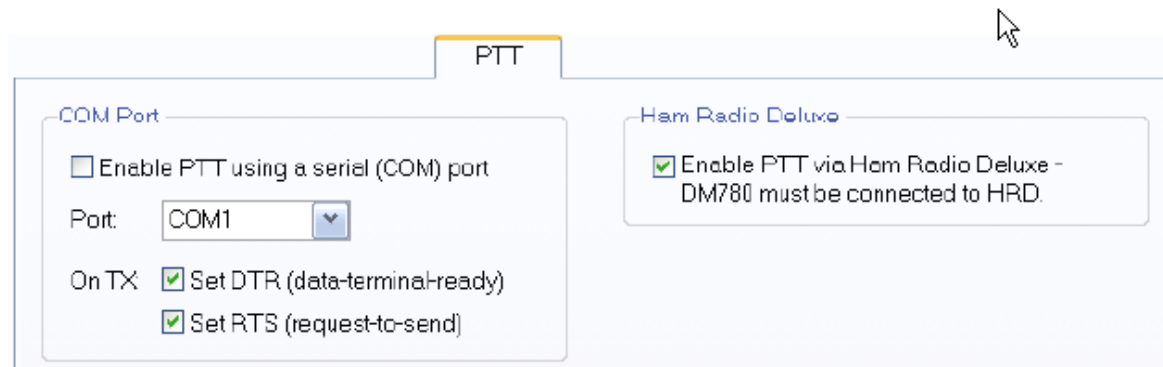 PTT
COM Port
Enable PTT using a serial (COM) port
Port: COM1
On TX: Set DTR (data-terminal-ready)
Set RTS (request-to-send)
Ham Radio Deluxe
Enable PTT via Ham Radio Deluxe -
DM780 must be connected to HRD.